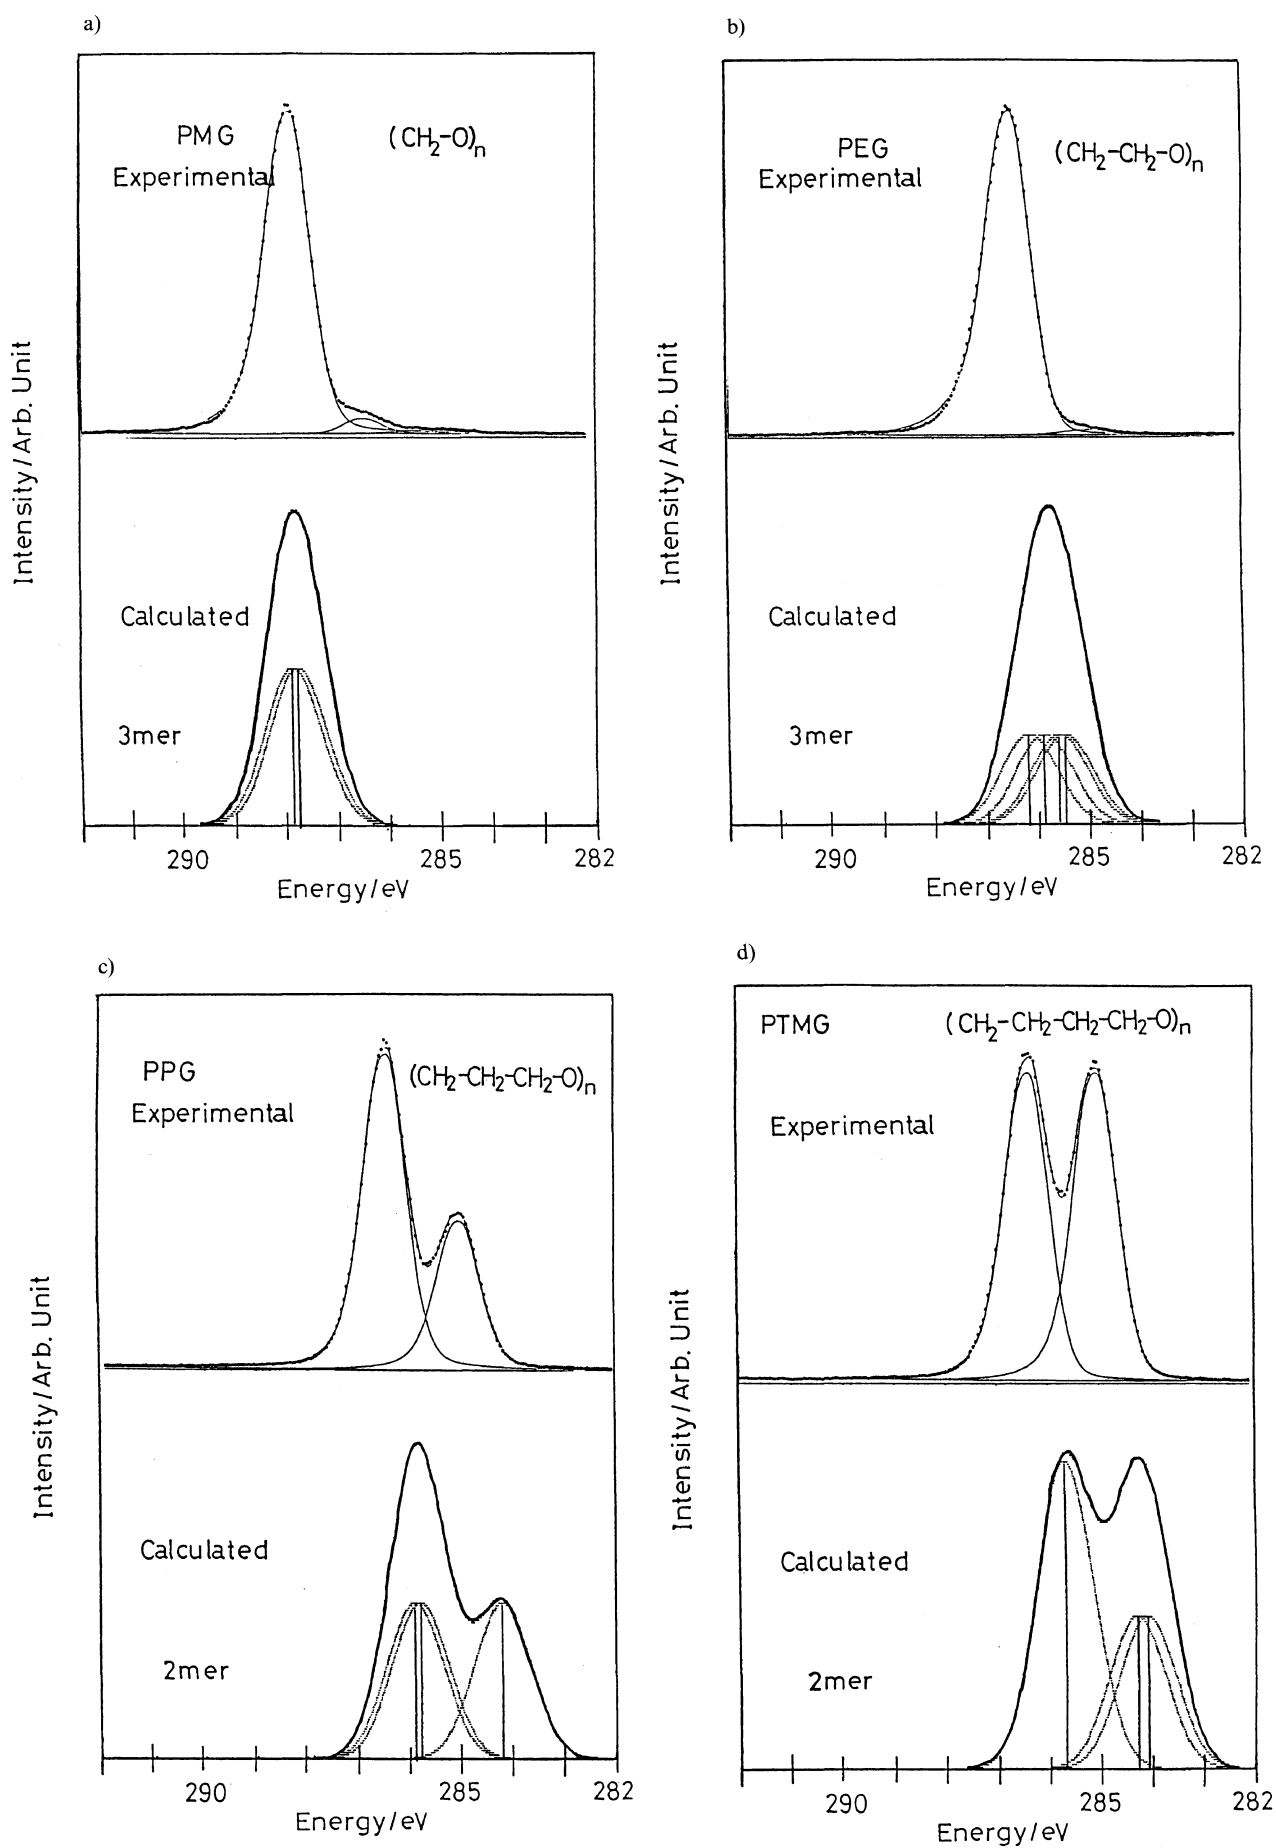 a)
PMG
(CH₂-O)ₙ
Experimental
Intensity/Arb. Unit
Calculated
3mer
290
285
282
Energy/eV
b)
PEG
(CH₂-CH₂-O)ₙ
Experimental
Intensity/Arb. Unit
Calculated
3mer
290
285
282
Energy/eV
c)
PPG
(CH₂-CH₂-CH₂-O)ₙ
Experimental
Intensity/Arb. Unit
Calculated
2mer
290
285
282
Energy/eV
d)
PTMG
(CH₂-CH₂-CH₂-CH₂-O)ₙ
Experimental
Intensity/Arb. Unit
Calculated
2mer
290
285
282
Energy/eV